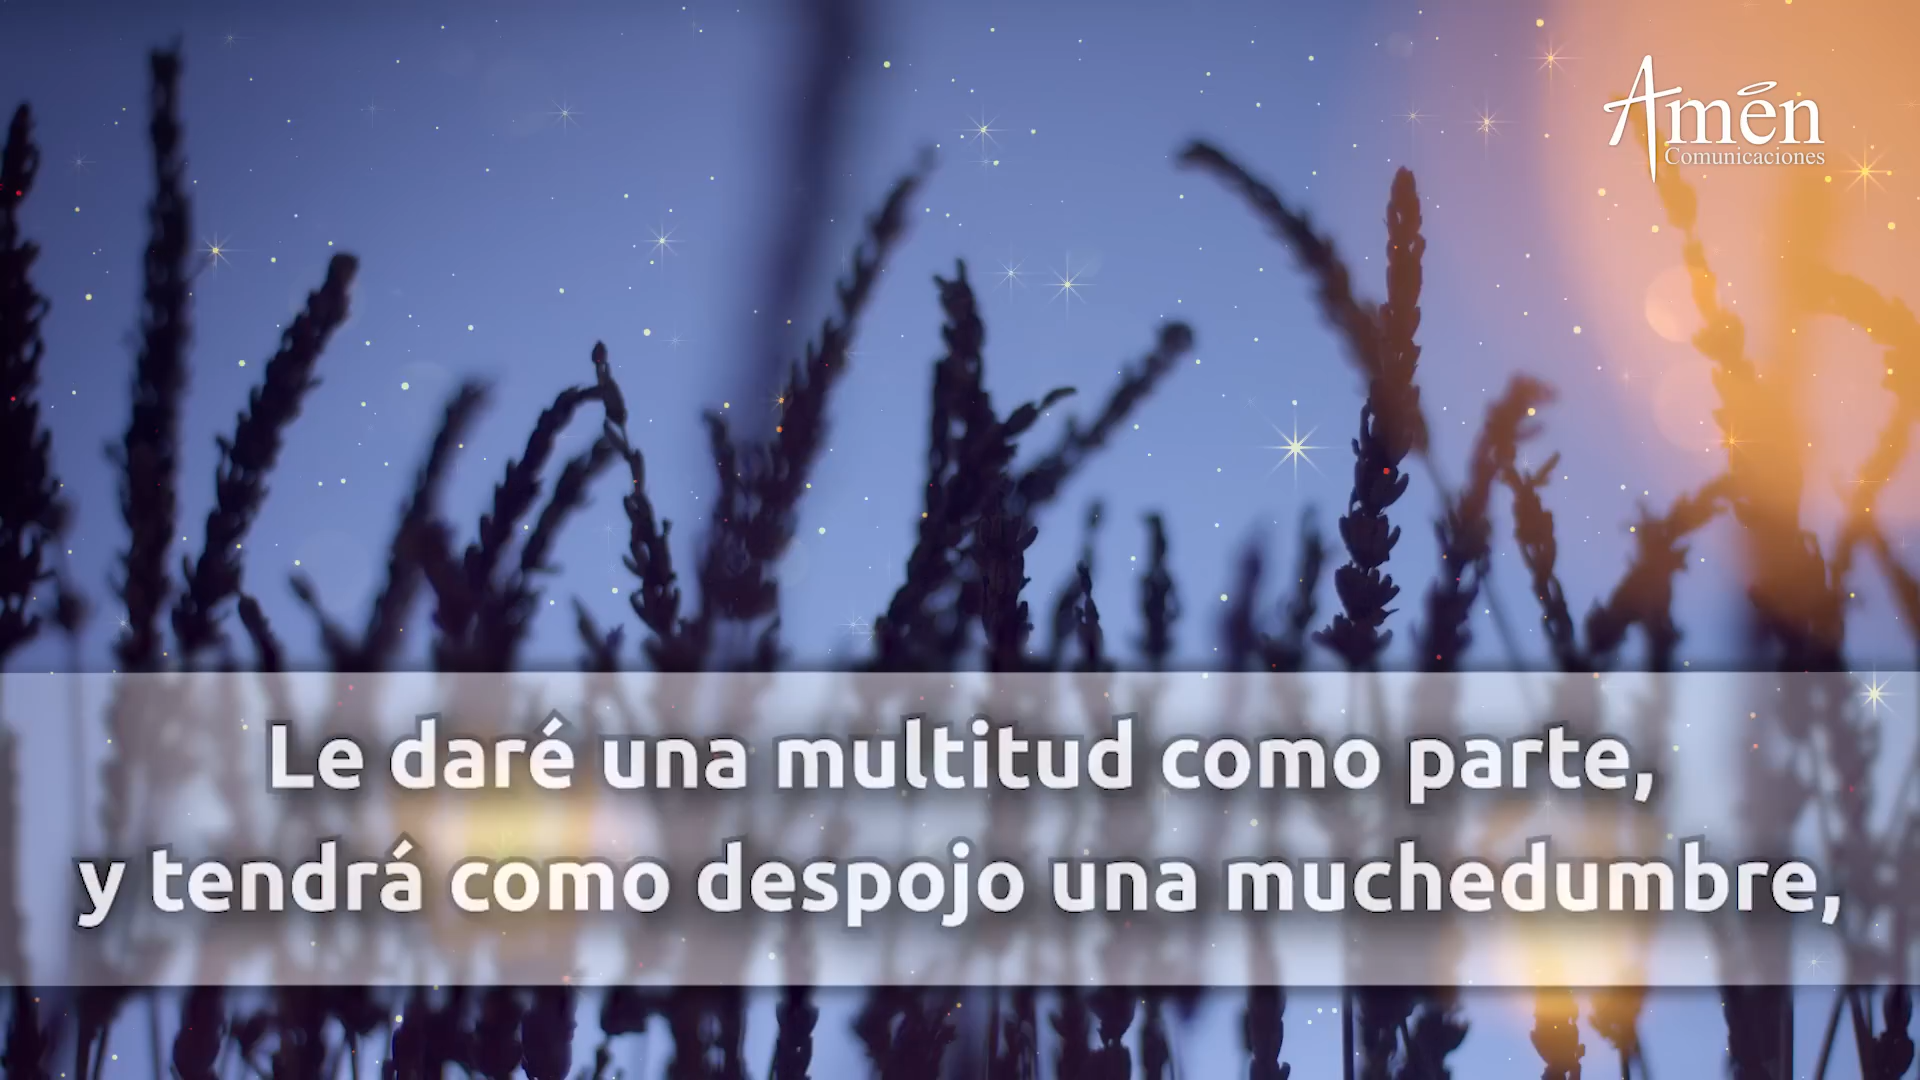 Amén
Comunicaciones
Le daré una multitud como parte,
y tendrá como despojo una muchedumbre,